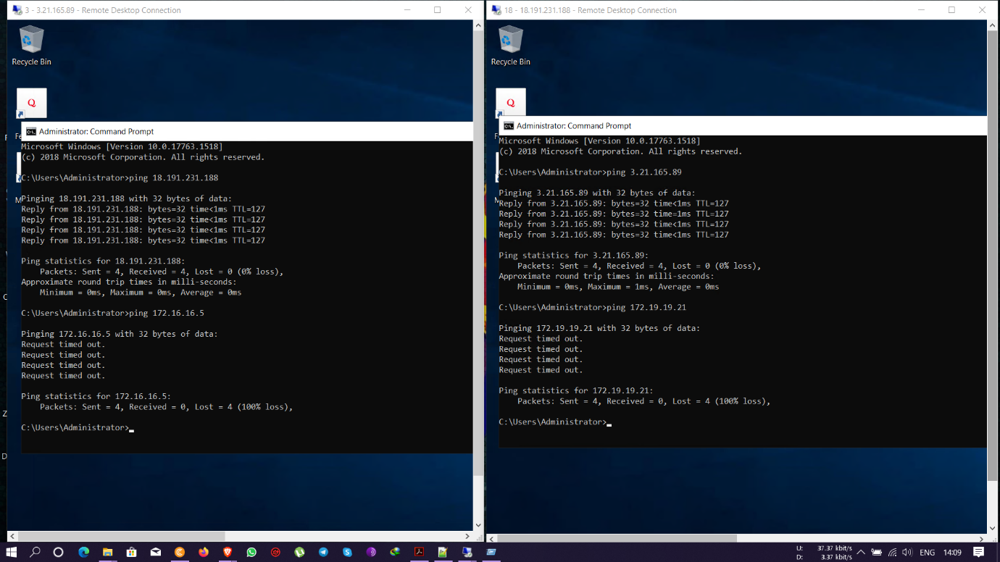 3 - 3.21.165.89 - Remote Desktop Connection
Recycle Bin
Q
Administrator: Command Prompt
Microsoft Windows [Version 10.0.17763.1518]
(c) 2018 Microsoft Corporation. All rights reserved.
C:\Users\Administrator>ping 18.191.231.188
Pinging 18.191.231.188 with 32 bytes of data:
Reply from 18.191.231.188: bytes=32 time<1ms TTL=127
Reply from 18.191.231.188: bytes=32 time<1ms TTL=127
Reply from 18.191.231.188: bytes=32 time<1ms TTL=127
Reply from 18.191.231.188: bytes=32 time<1ms TTL=127
Ping statistics for 18.191.231.188:
Packets: Sent = 4, Received = 4, Lost = 0 (0% loss),
Approximate round trip times in milli-seconds:
Minimum = 0ms, Maximum = 0ms, Average = 0ms
C:\Users\Administrator>ping 172.16.16.5
Pinging 172.16.16.5 with 32 bytes of data:
Request timed out.
Request timed out.
Request timed out.
Request timed out.
Ping statistics for 172.16.16.5:
Packets: Sent = 4, Received = 0, Lost = 4 (100% loss),
C:\Users\Administrator>
18 - 18.191.231.188 - Remote Desktop Connection
Recycle Bin
Q
Administrator: Command Prompt
Microsoft Windows [Version 10.0.17763.1518]
(c) 2018 Microsoft Corporation. All rights reserved.
C:\Users\Administrator>ping 3.21.165.89
Pinging 3.21.165.89 with 32 bytes of data:
Reply from 3.21.165.89: bytes=32 time<1ms TTL=127
Reply from 3.21.165.89: bytes=32 time=1ms TTL=127
Reply from 3.21.165.89: bytes=32 time<1ms TTL=127
Reply from 3.21.165.89: bytes=32 time<1ms TTL=127
Ping statistics for 3.21.165.89:
Packets: Sent = 4, Received = 4, Lost = 0 (0% loss),
Approximate round trip times in milli-seconds:
Minimum = 0ms, Maximum = 1ms, Average = 0ms
C:\Users\Administrator>ping 172.19.19.21
Pinging 172.19.19.21 with 32 bytes of data:
Request timed out.
Request timed out.
Request timed out.
Request timed out.
Ping statistics for 172.19.19.21:
Packets: Sent = 4, Received = 0, Lost = 4 (100% loss),
C:\Users\Administrator>
U: 37.37 kbit/s
D: 3.37 kbit/s
ENG
14:09